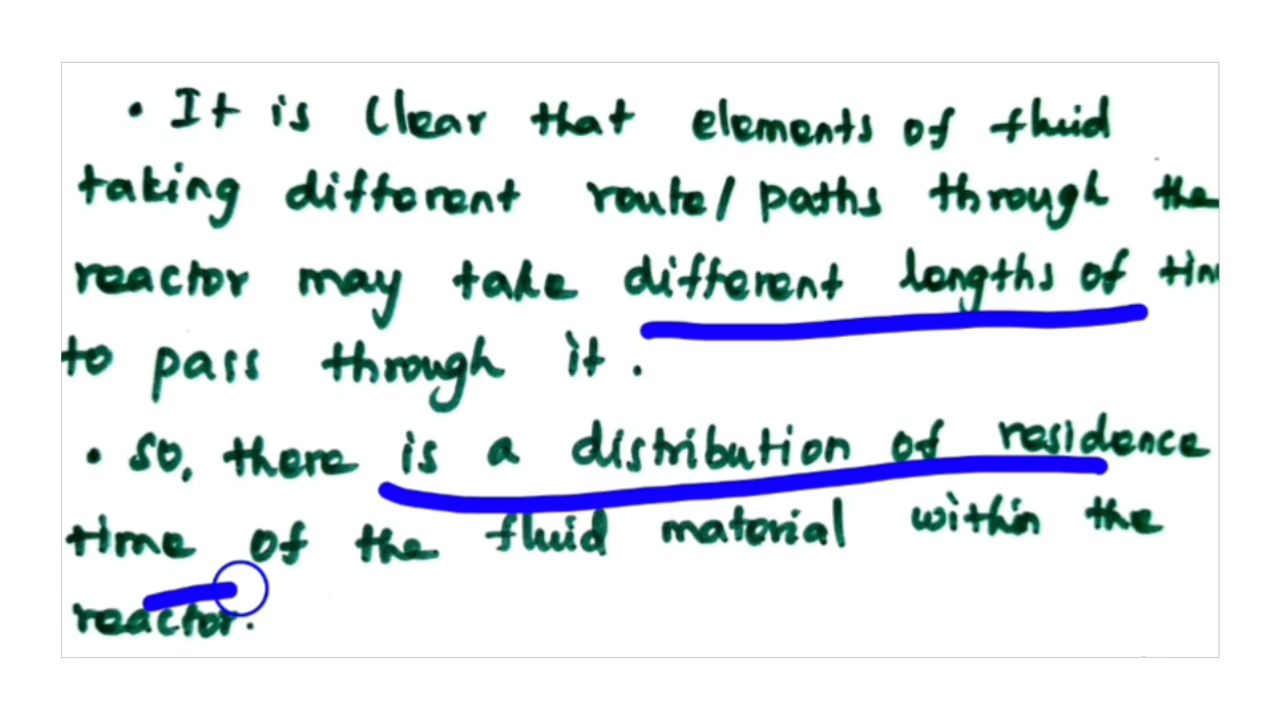 • It is clear that elements of fluid
taking different route/ paths through the
reactor may take different lengths of tim
to pass through it.
• So, there is a distribution of residence
time of the fluid material within the
reactor.